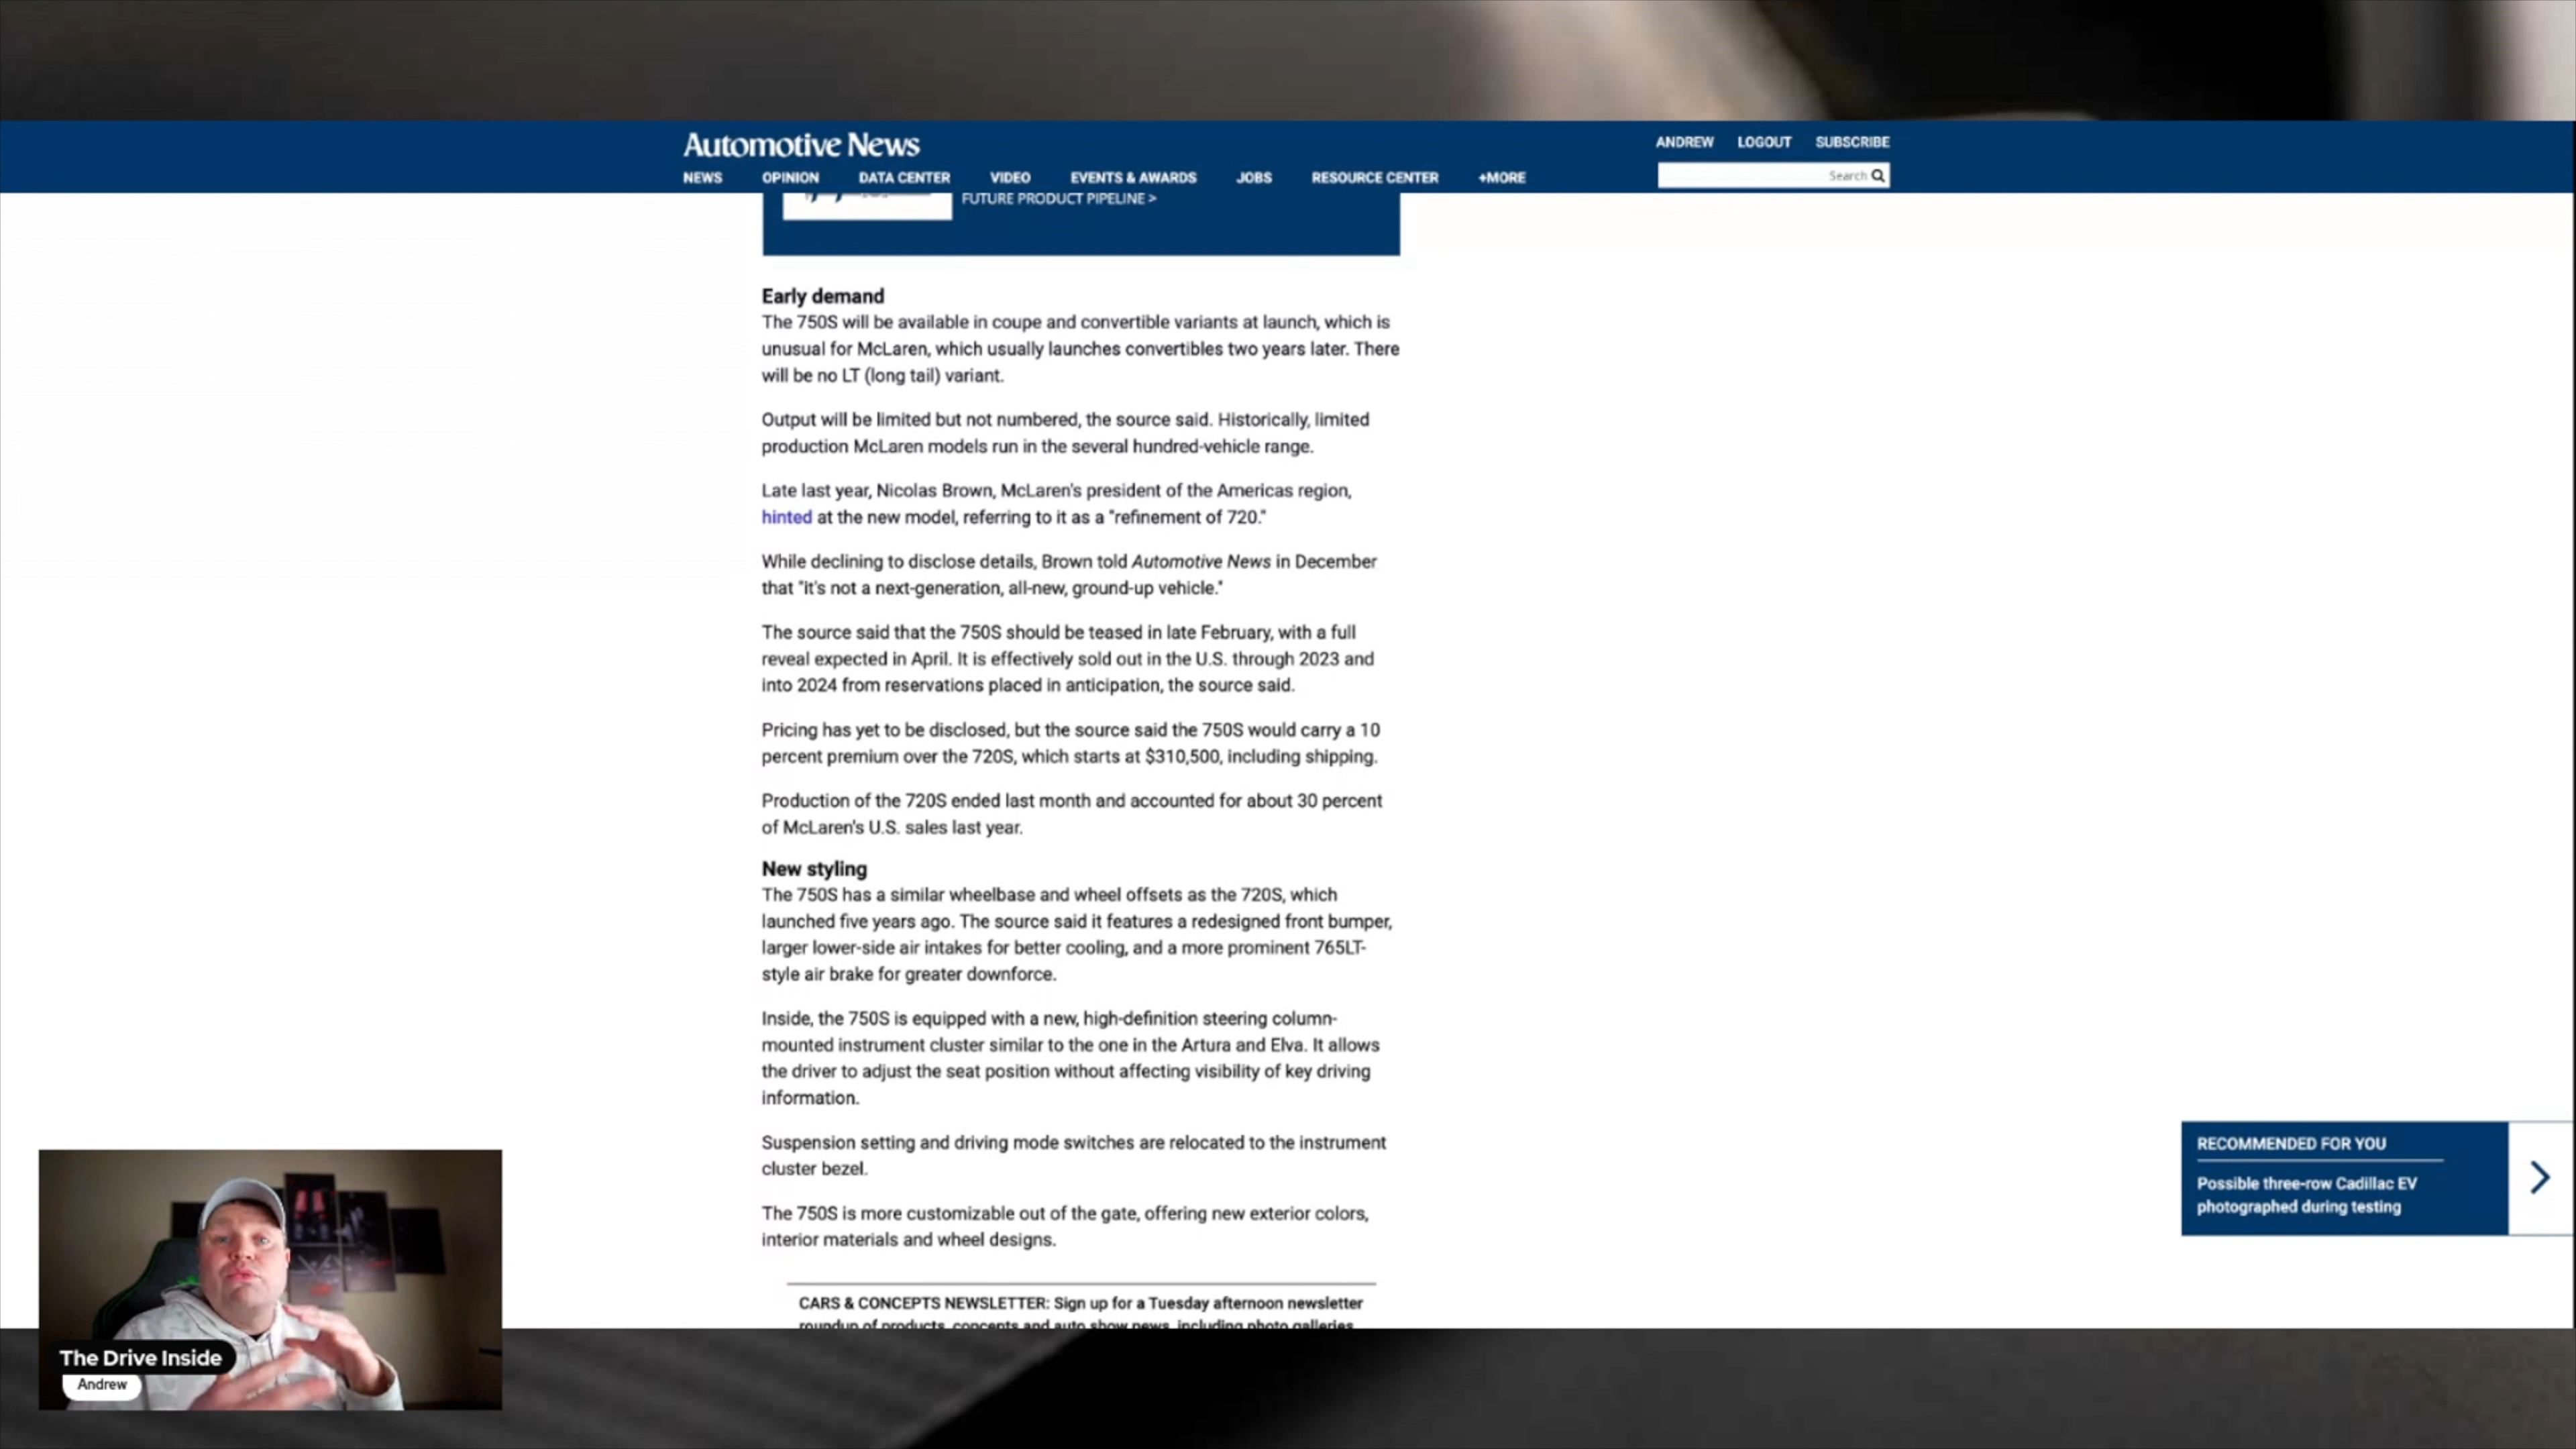 Automotive News
ANDREW LOGOUT SUBSCRIBE
NEWS OPINION DATA CENTER VIDEO EVENTS & AWARDS JOBS RESOURCE CENTER +MORE
Search
FUTURE PRODUCT PIPELINE >
Early demand
The 750S will be available in coupe and convertible variants at launch, which is
unusual for McLaren, which usually launches convertibles two years later. There
will be no LT (long tail) variant.
Output will be limited but not numbered, the source said. Historically, limited
production McLaren models run in the several hundred-vehicle range.
Late last year, Nicolas Brown, McLaren's president of the Americas region,
hinted at the new model, referring to it as a "refinement of 720."
While declining to disclose details, Brown told Automotive News in December
that "it's not a next-generation, all-new, ground-up vehicle."
The source said that the 750S should be teased in late February, with a full
reveal expected in April. It is effectively sold out in the U.S. through 2023 and
into 2024 from reservations placed in anticipation, the source said.
Pricing has yet to be disclosed, but the source said the 750S would carry a 10
percent premium over the 720S, which starts at $310,500, including shipping.
Production of the 720S ended last month and accounted for about 30 percent
of McLaren's U.S. sales last year.
New styling
The 750S has a similar wheelbase and wheel offsets as the 720S, which
launched five years ago. The source said it features a redesigned front bumper,
larger lower-side air intakes for better cooling, and a more prominent 765LT-
style air brake for greater downforce.
Inside, the 750S is equipped with a new, high-definition steering column-
mounted instrument cluster similar to the one in the Artura and Elva. It allows
the driver to adjust the seat position without affecting visibility of key driving
information.
Suspension setting and driving mode switches are relocated to the instrument
cluster bezel.
The 750S is more customizable out of the gate, offering new exterior colors,
interior materials and wheel designs.
CARS & CONCEPTS NEWSLETTER: Sign up for a Tuesday afternoon newsletter
roundup of products, concepts and auto show news, including photo galleries
RECOMMENDED FOR YOU
Possible three-row Cadillac EV
photographed during testing
The Drive Inside
Andrew